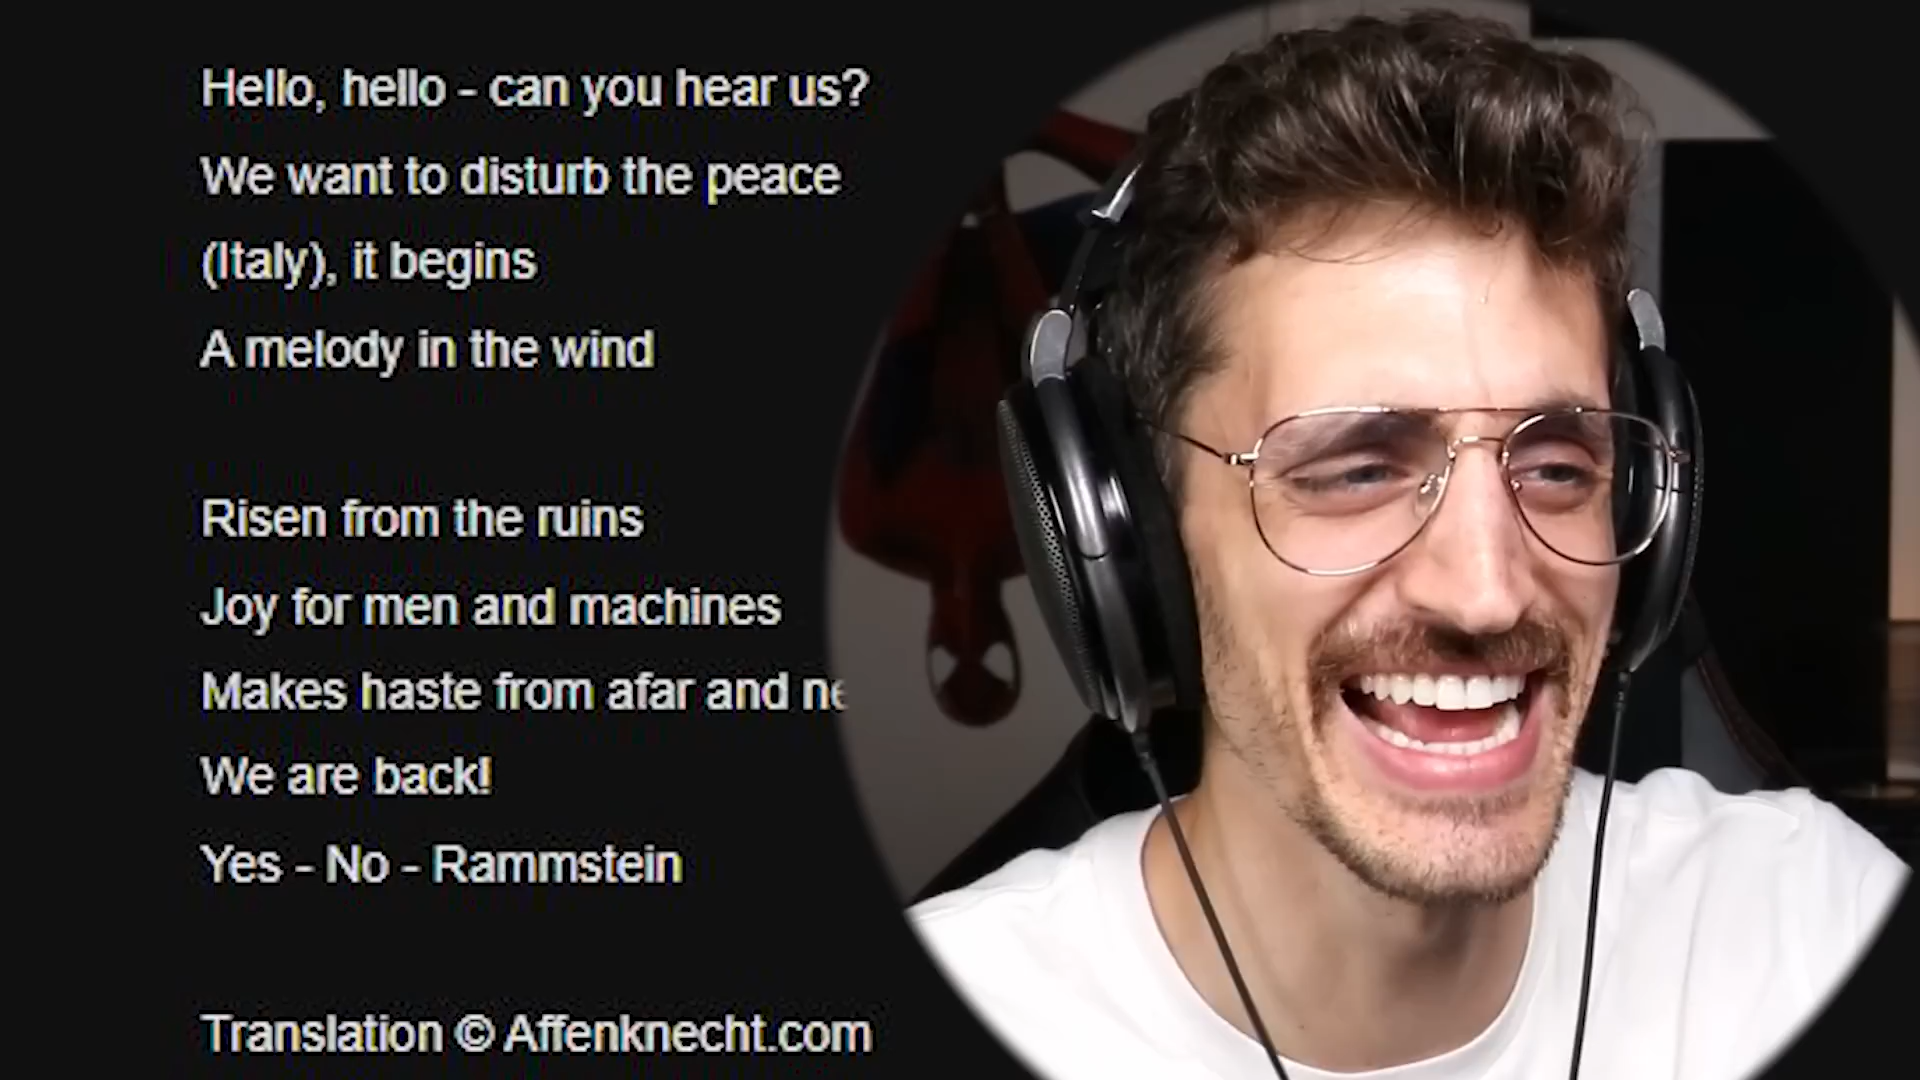 Hello, hello - can you hear us?
We want to disturb the peace
(Italy), it begins
A melody in the wind
Risen from the ruins
Joy for men and machines
Makes haste from afar and
We are back!
Yes - No - Rammstein
Translation © Affenknecht.com